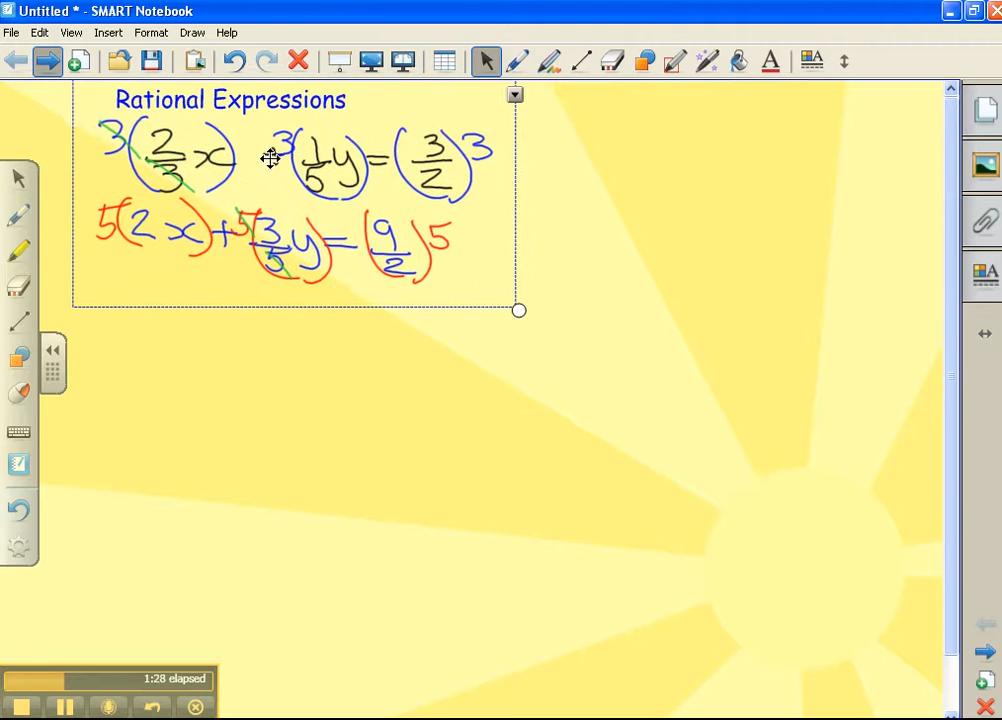 Untitled * - SMART Notebook
File Edit View Insert Format Draw Help
Rational Expressions
3(2/3 x) 3(1/5 y) = (3/2)3
5(2x) + 5(3/5 y) = (9/2)5
1:28 elapsed